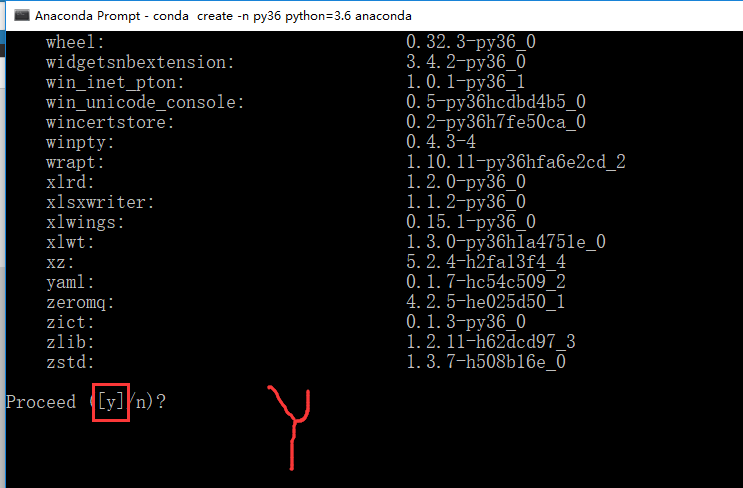 Anaconda Prompt - conda  create -n py36 python=3.6 anaconda
wheel: 0.32.3-py36_0
widgetsnbextension: 3.4.2-py36_0
win_inet_pton: 1.0.1-py36_1
win_unicode_console: 0.5-py36hcdbd4b5_0
wincertstore: 0.2-py36h7fe50ca_0
winpty: 0.4.3-4
wrapt: 1.10.11-py36hfa6e2cd_2
xlrd: 1.2.0-py36_0
xlsxwriter: 1.1.2-py36_0
xlwings: 0.15.1-py36_0
xlwt: 1.3.0-py36h1a4751e_0
xz: 5.2.4-h2fa13f4_4
yaml: 0.1.7-hc54c509_2
zeromq: 4.2.5-he025d50_1
zict: 0.1.3-py36_0
zlib: 1.2.11-h62dcd97_3
zstd: 1.3.7-h508b16e_0
Proceed ([y]/n)?
Y